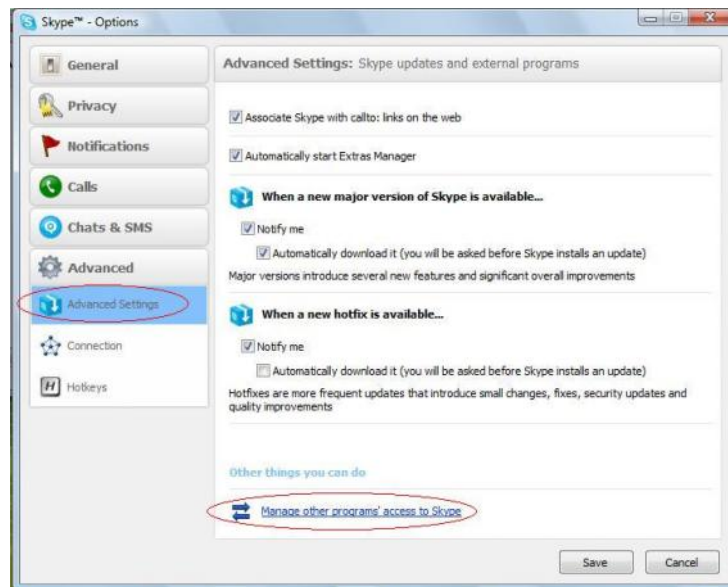 Skype™ - Options
General
Privacy
Notifications
Calls
Chats & SMS
Advanced
Advanced Settings
Connection
Hotkeys
Advanced Settings: Skype updates and external programs
Associate Skype with callto: links on the web
Automatically start Extras Manager
When a new major version of Skype is available...
Notify me
Automatically download it (you will be asked before Skype installs an update)
Major versions introduce several new features and significant overall improvements
When a new hotfix is available...
Notify me
Automatically download it (you will be asked before Skype installs an update)
Hotfixes are more frequent updates that introduce small changes, fixes, security updates and
quality improvements
Other things you can do
Manage other programs' access to Skype
Save
Cancel